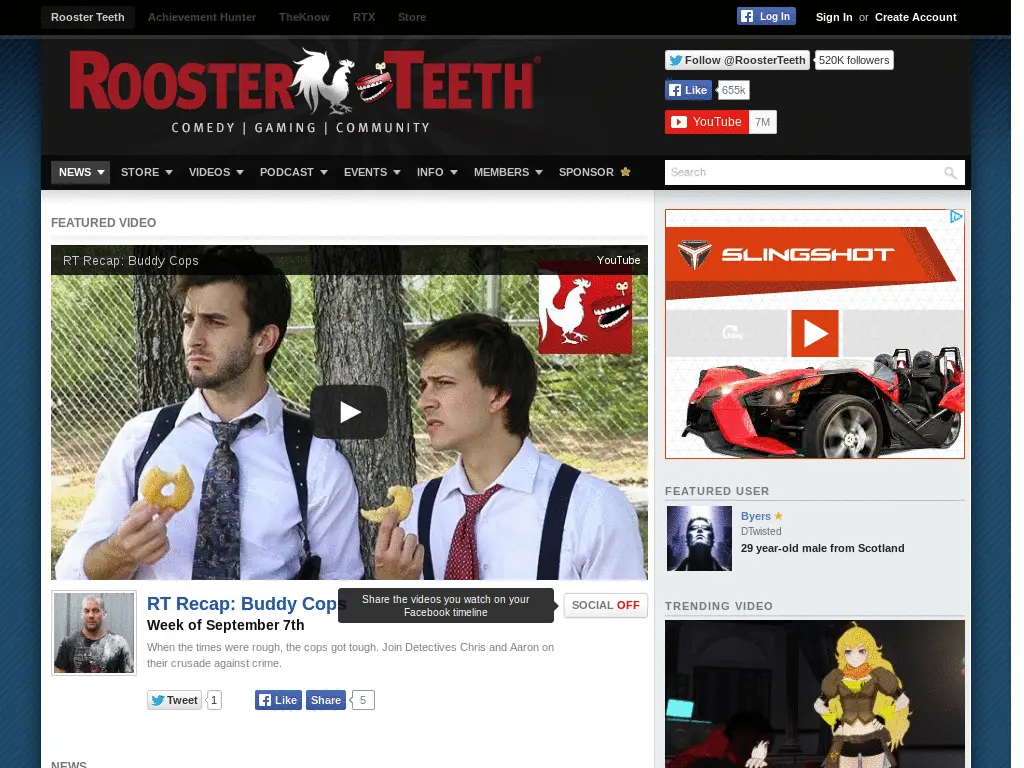 Rooster Teeth Achievement Hunter TheKnow RTX Store
Log In Sign In or Create Account
ROOSTER TEETH
®
COMEDY | GAMING | COMMUNITY
Follow @RoosterTeeth 520K followers
Like 655k
YouTube 7M
NEWS STORE VIDEOS PODCAST EVENTS INFO MEMBERS SPONSOR
Search
FEATURED VIDEO
RT Recap: Buddy Cops
YouTube
SLINGSHOT
FEATURED USER
Byers
DTwisted
29 year-old male from Scotland
RT Recap: Buddy Cops
Week of September 7th
When the times were rough, the cops got tough. Join Detectives Chris and Aaron on
their crusade against crime.
Share the videos you watch on your
Facebook timeline
SOCIAL OFF
Tweet 1 Like Share 5
TRENDING VIDEO
NEWS